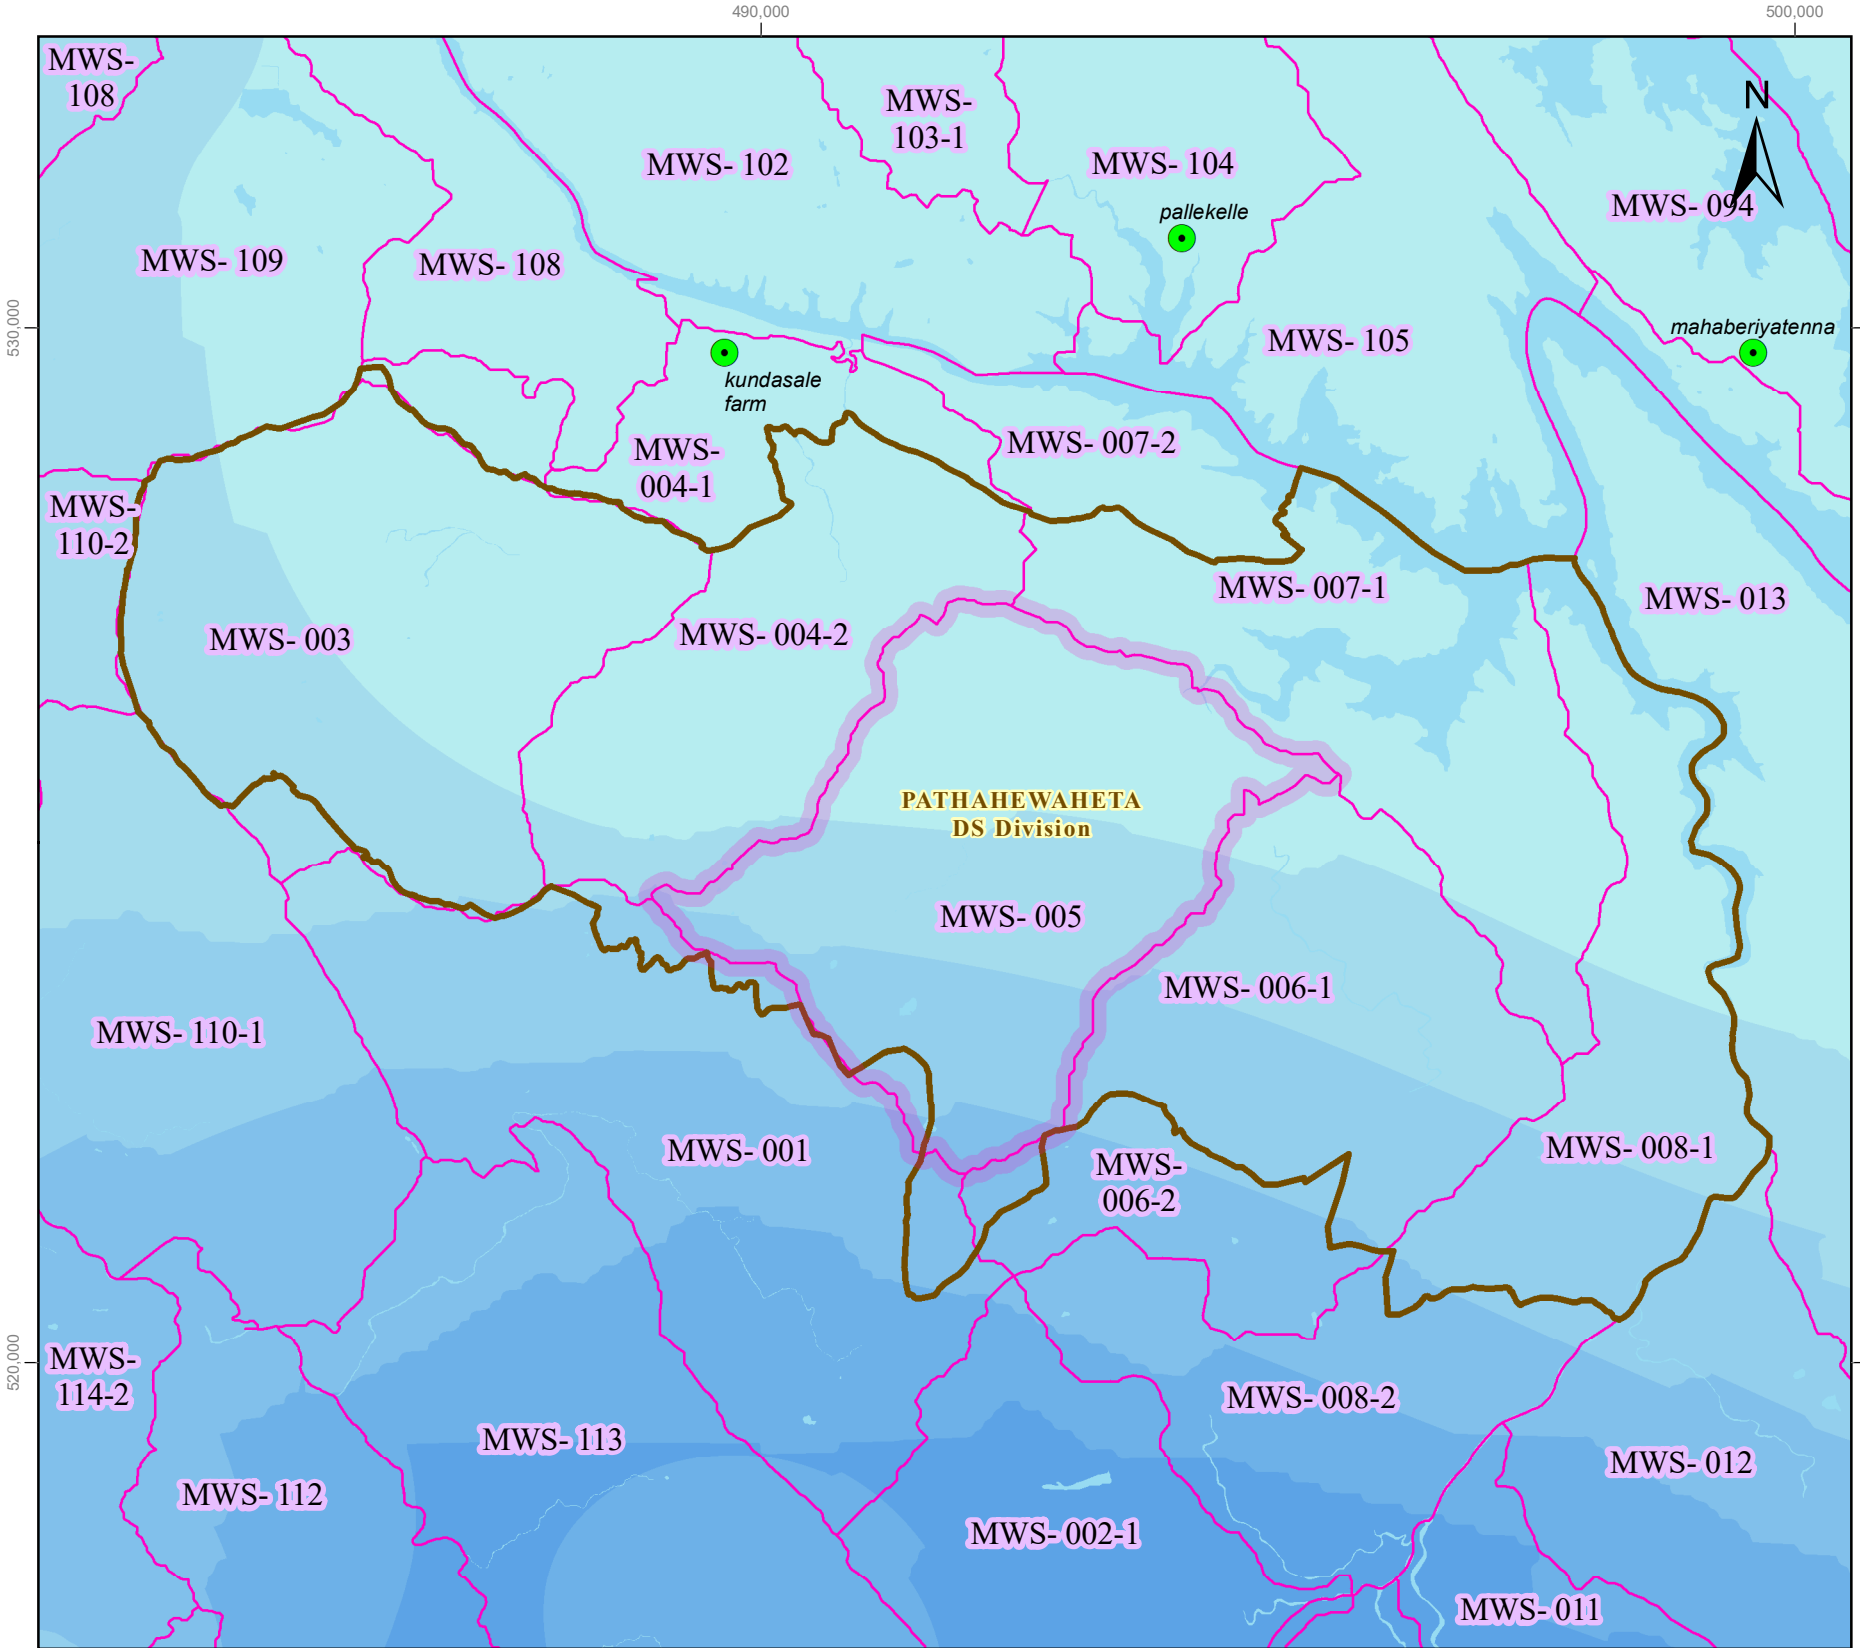 490,000
500,000
MWS-
108
MWS-
103-1
N
MWS- 102
MWS- 104
MWS- 094
pallekelle
MWS- 109
MWS- 108
530,000
mahaberiyatenna
MWS- 105
kundasale
farm
MWS-
004-1
MWS- 007-2
MWS-
110-2
MWS- 007-1
MWS- 013
MWS- 003
MWS- 004-2
PATHAHEWAHETA
DS Division
MWS- 005
MWS- 006-1
MWS- 110-1
MWS- 001
MWS- 008-1
MWS-
006-2
520,000
MWS-
114-2
MWS- 008-2
MWS- 113
MWS- 012
MWS- 112
MWS- 002-1
MWS- 011